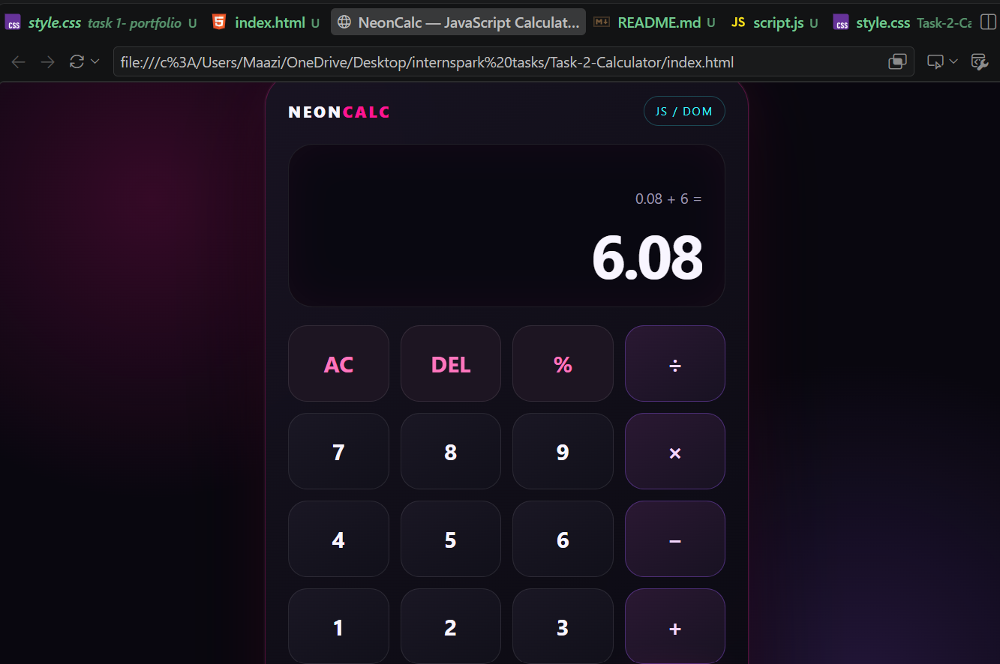 style.css task 1- portfolio U index.html U NeonCalc — JavaScript Calculat... README.md U JS script.js U style.css Task-2-Ca
file:///c%3A/Users/Maazi/OneDrive/Desktop/internspark%20tasks/Task-2-Calculator/index.html
NEONCALC JS / DOM
0.08 + 6 =
6.08
AC DEL % ÷
7 8 9 ×
4 5 6 −
1 2 3 +